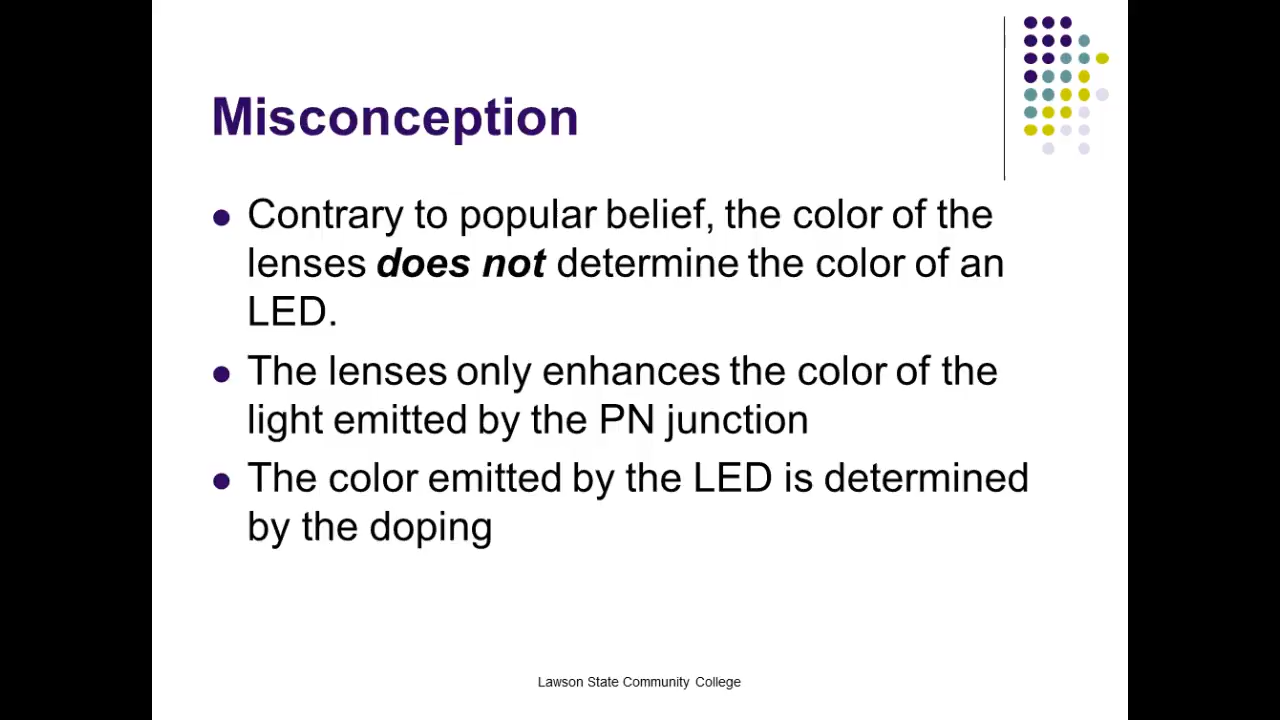 Misconception
Contrary to popular belief, the color of the
lenses does not determine the color of an
LED.
The lenses only enhances the color of the
light emitted by the PN junction
The color emitted by the LED is determined
by the doping
Lawson State Community College